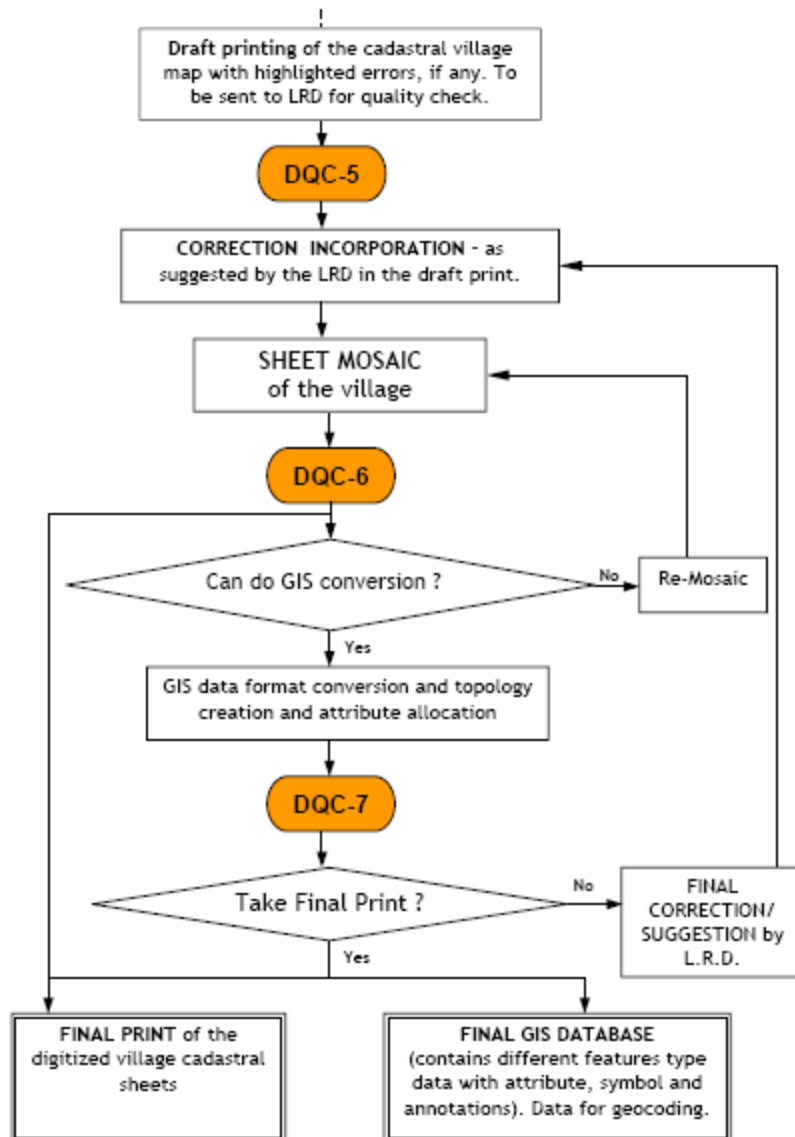 Draft printing of the cadastral village
map with highlighted errors, if any. To
be sent to LRD for quality check.
DQC-5
CORRECTION INCORPORATION - as
suggested by the LRD in the draft print.
SHEET MOSAIC
of the village
DQC-6
Can do GIS conversion ?
No
Re-Mosaic
Yes
GIS data format conversion and topology
creation and attribute allocation
DQC-7
Take Final Print ?
No
FINAL
CORRECTION/
SUGGESTION by
L.R.D.
Yes
FINAL PRINT of the
digitized village cadastral
sheets
FINAL GIS DATABASE
(contains different features type
data with attribute, symbol and
annotations). Data for geocoding.